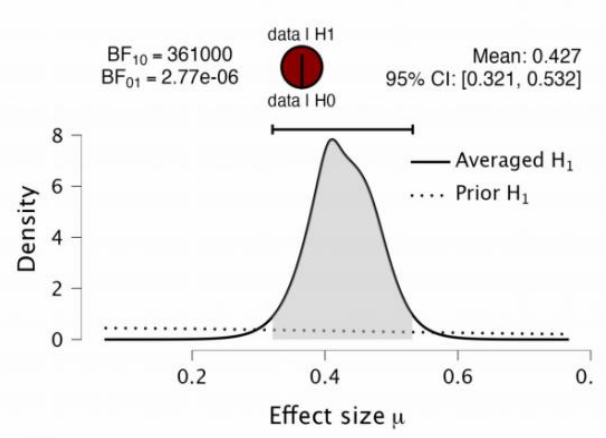 data | H1
BF₁₀ = 361000
BF₀₁ = 2.77e-06
Mean: 0.427
95% CI: [0.321, 0.532]
data | H0
8
6
4
2
0
Density
Averaged H₁
Prior H₁
0.2
0.4
0.6
0.
Effect size μ